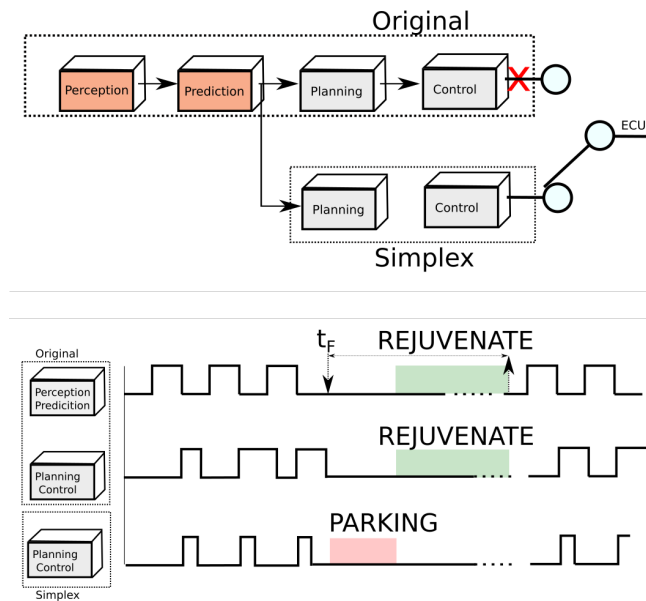 Original
Perception
Prediction
Planning
Control
X
ECU
Planning
Control
Simplex
t_F
REJUVENATE
Original
Perception
Predicition
REJUVENATE
Planning
Control
PARKING
Planning
Control
Simplex